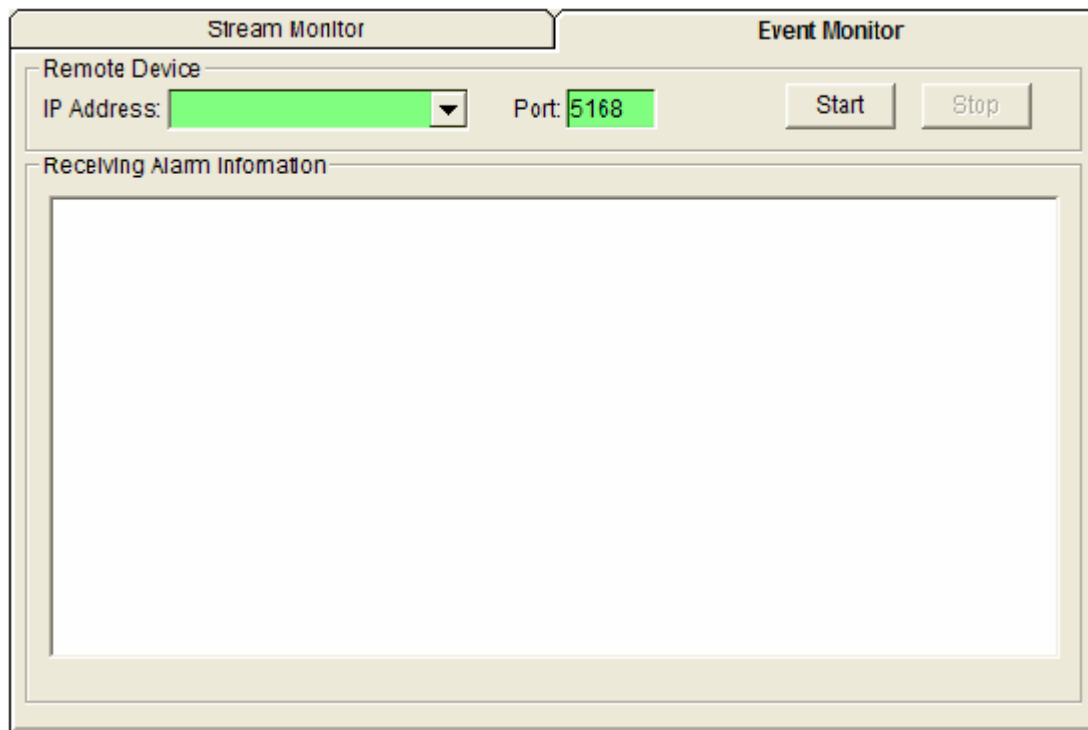 Stream Monitor
Event Monitor
Remote Device
IP Address:
Port: 5168
Start
Stop
Receiving Alarm Infomation